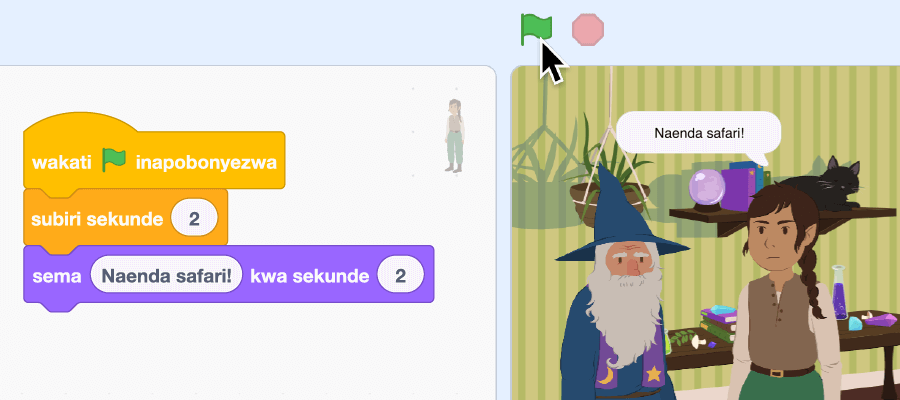 wakati inapobonyezwa
subiri sekunde 2
sema Naenda safari! kwa sekunde 2
Naenda safari!